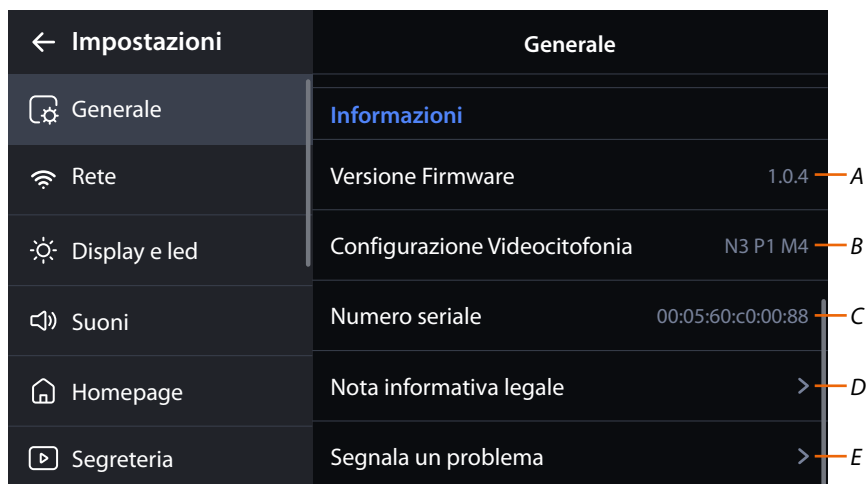 Impostazioni
Generale
Rete
Display e led
Suoni
Homepage
Segreteria
Generale
Informazioni
Versione Firmware 1.0.4 A
Configurazione Videocitofonia N3 P1 M4 B
Numero seriale 00:05:60:c0:00:88 C
Nota informativa legale D
Segnala un problema E